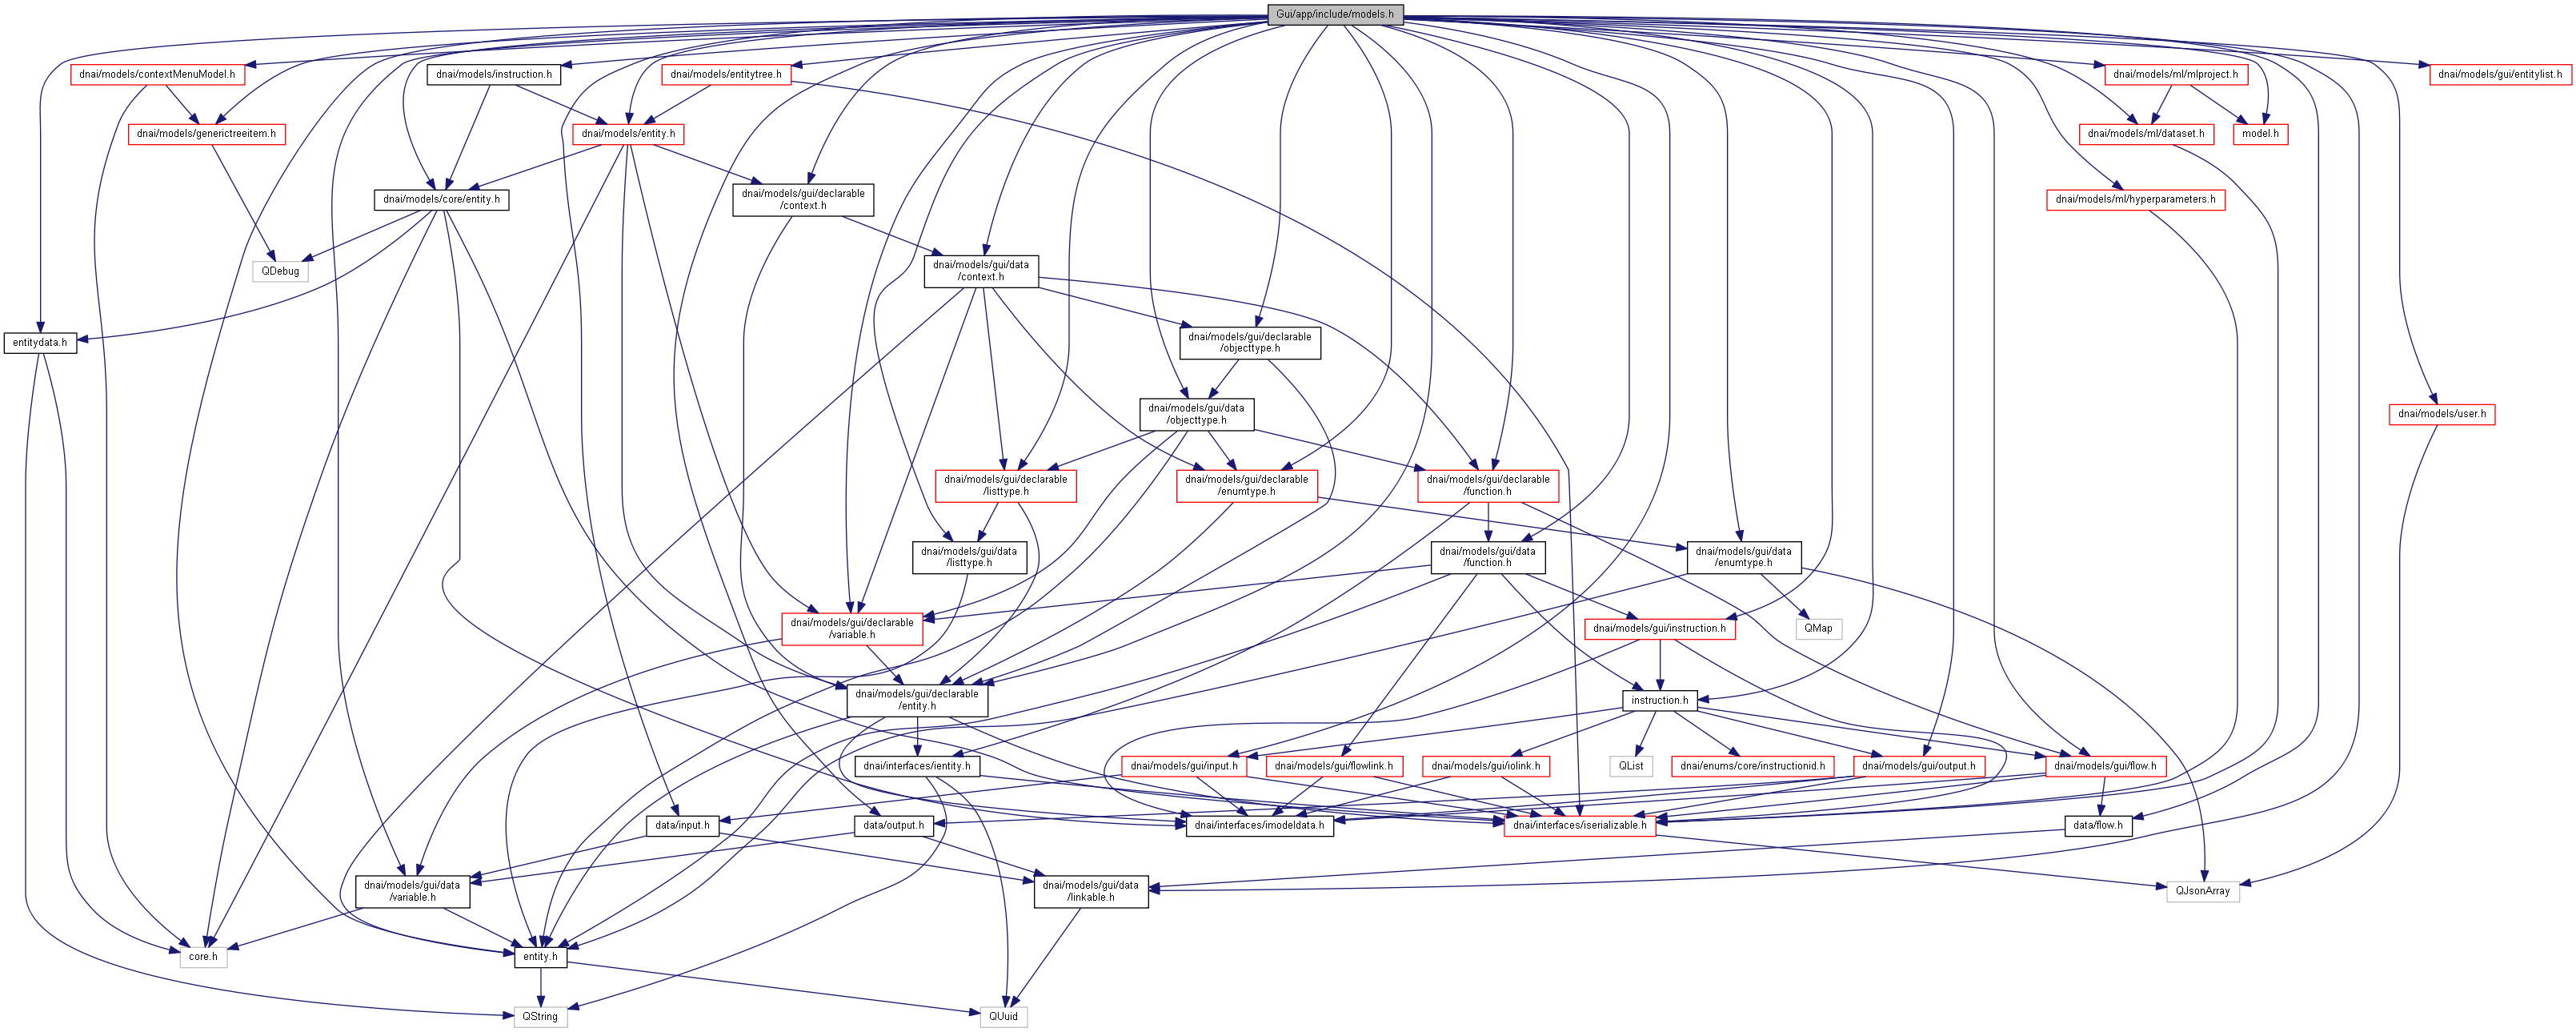 Gui/app/include/models.h
dnai/models/contextMenuModel.h
dnai/models/instruction.h
dnai/models/entitytree.h
dnai/models/ml/mlproject.h
dnai/models/gui/entitylist.h
dnai/models/generictreeitem.h
dnai/models/entity.h
dnai/models/ml/dataset.h
model.h
dnai/models/core/entity.h
dnai/models/gui/declarable
/context.h
dnai/models/ml/hyperparameters.h
QDebug
dnai/models/gui/data
/context.h
entitydata.h
dnai/models/gui/declarable
/objecttype.h
dnai/models/gui/data
/objecttype.h
dnai/models/user.h
dnai/models/gui/declarable
/listtype.h
dnai/models/gui/declarable
/enumtype.h
dnai/models/gui/declarable
/function.h
dnai/models/gui/data
/listtype.h
dnai/models/gui/data
/function.h
dnai/models/gui/data
/enumtype.h
dnai/models/gui/declarable
/variable.h
dnai/models/gui/instruction.h
QMap
dnai/models/gui/declarable
/entity.h
instruction.h
dnai/interfaces/ientity.h
dnai/models/gui/input.h
dnai/models/gui/flowlink.h
dnai/models/gui/iolink.h
QList
dnai/enums/core/instructionid.h
dnai/models/gui/output.h
dnai/models/gui/flow.h
data/input.h
data/output.h
dnai/interfaces/imodeldata.h
dnai/interfaces/iserializable.h
data/flow.h
dnai/models/gui/data
/variable.h
dnai/models/gui/data
/linkable.h
QJsonArray
core.h
entity.h
QString
QUuid